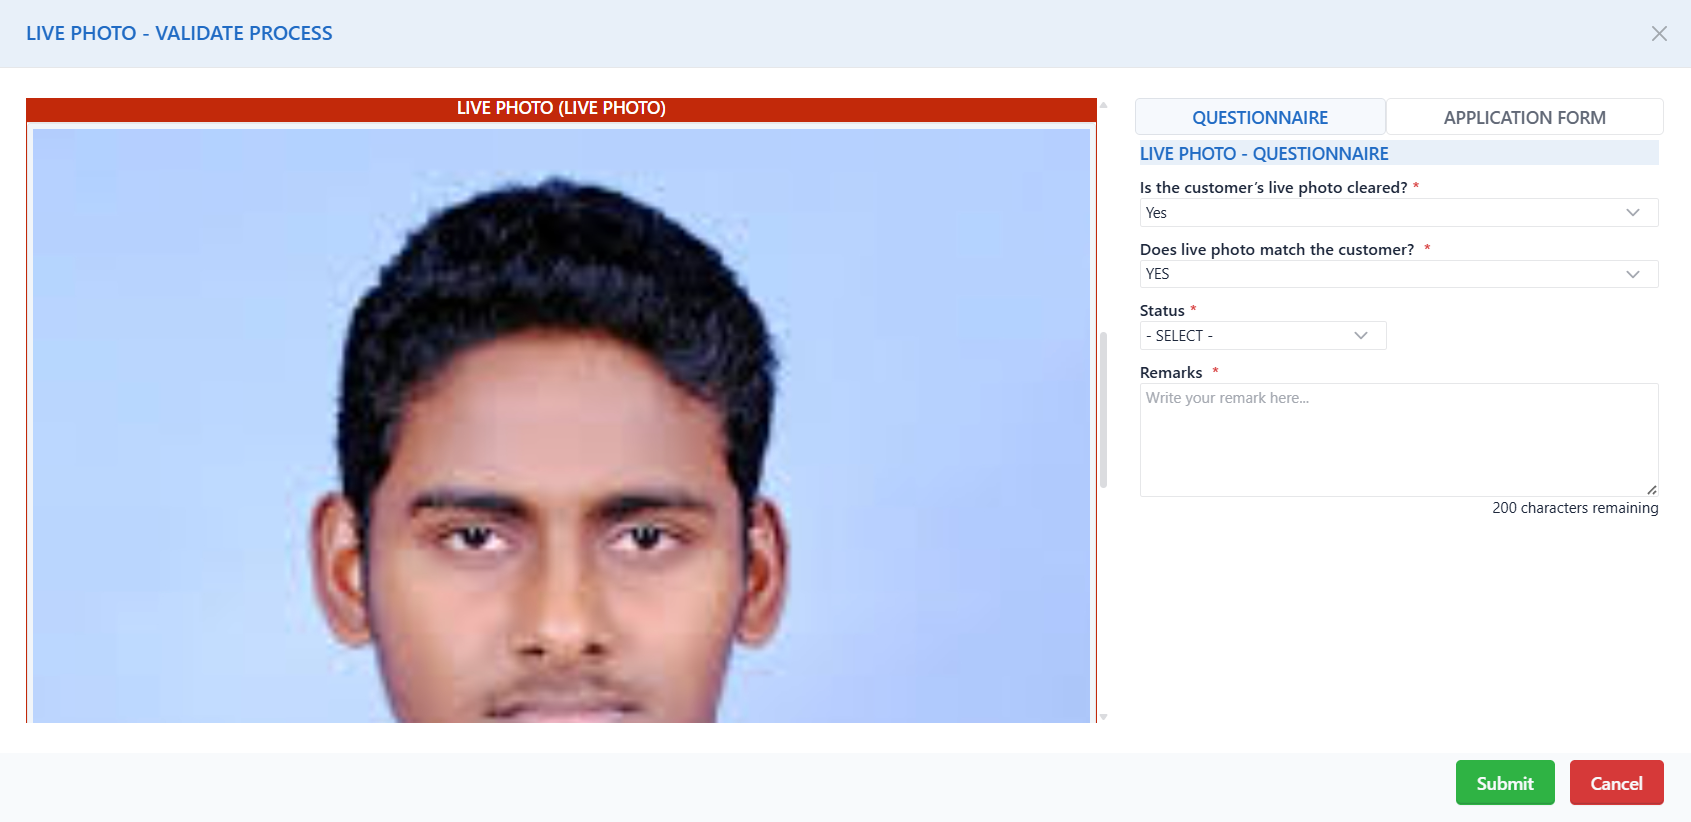 LIVE PHOTO - VALIDATE PROCESS
LIVE PHOTO (LIVE PHOTO)
QUESTIONNAIRE
APPLICATION FORM
LIVE PHOTO - QUESTIONNAIRE
Is the customer’s live photo cleared? *
Yes
Does live photo match the customer? *
YES
Status *
- SELECT -
Remarks *
Write your remark here...
200 characters remaining
Submit
Cancel